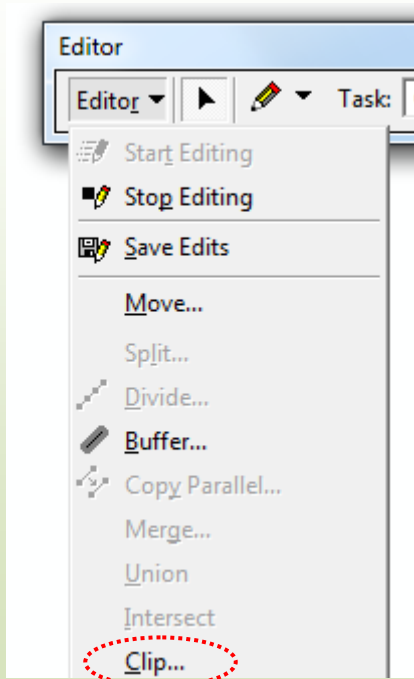 Editor
Editor Task:
Start Editing
Stop Editing
Save Edits
Move...
Split...
Divide...
Buffer...
Copy Parallel...
Merge...
Union
Intersect
Clip...